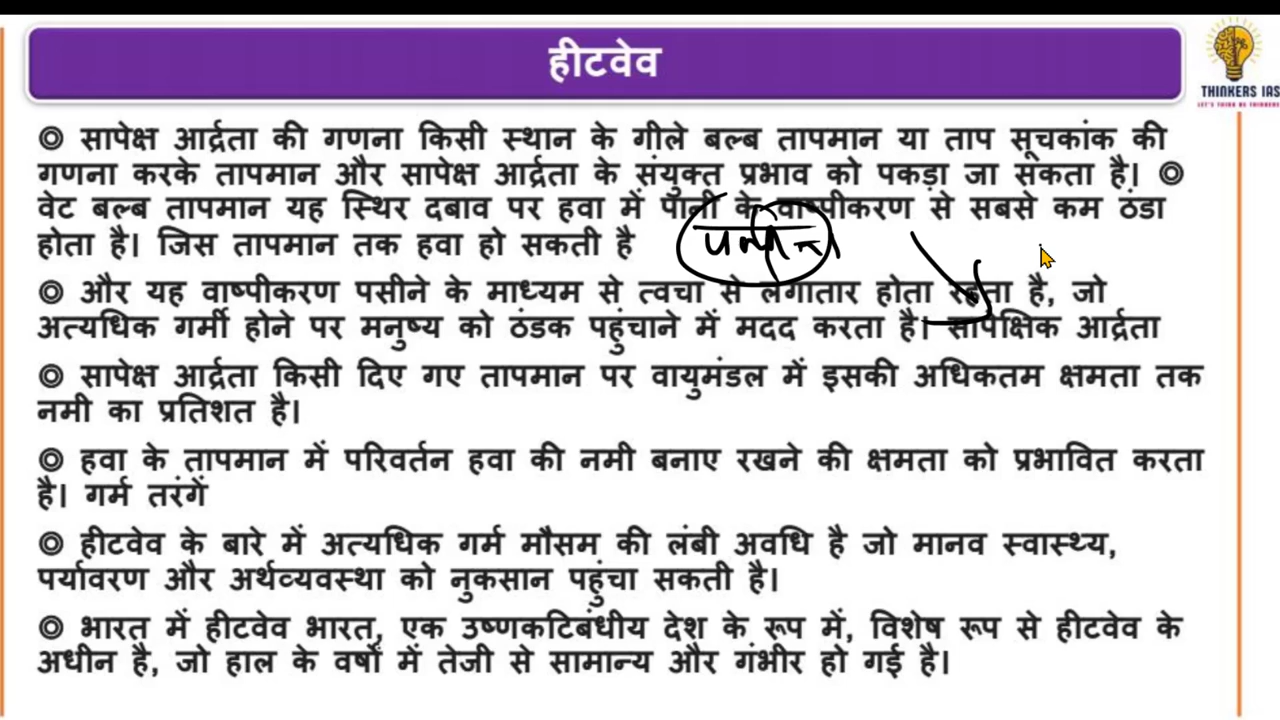 हीटवेव
THINKERS IAS
LET'S THINK BE THINKERS
◎ सापेक्ष आर्द्रता की गणना किसी स्थान के गीले बल्ब तापमान या ताप सूचकांक की
गणना करके तापमान और सापेक्ष आर्द्रता के संयुक्त प्रभाव को पकड़ा जा सकता है। ◎
वेट बल्ब तापमान यह स्थिर दबाव पर हवा में पानी के वाष्पीकरण से सबसे कम ठंडा
होता है। जिस तापमान तक हवा हो सकती है
◎ और यह वाष्पीकरण पसीने के माध्यम से त्वचा से लगातार होता रहता है, जो
अत्यधिक गर्मी होने पर मनुष्य को ठंडक पहुंचाने में मदद करता है। सापेक्षिक आर्द्रता
◎ सापेक्ष आर्द्रता किसी दिए गए तापमान पर वायुमंडल में इसकी अधिकतम क्षमता तक
नमी का प्रतिशत है।
◎ हवा के तापमान में परिवर्तन हवा की नमी बनाए रखने की क्षमता को प्रभावित करता
है। गर्म तरंगें
◎ हीटवेव के बारे में अत्यधिक गर्म मौसम की लंबी अवधि है जो मानव स्वास्थ्य,
पर्यावरण और अर्थव्यवस्था को नुकसान पहुंचा सकती है।
◎ भारत में हीटवेव भारत, एक उष्णकटिबंधीय देश के रूप में, विशेष रूप से हीटवेव के
अधीन है, जो हाल के वर्षों में तेजी से सामान्य और गंभीर हो गई है।